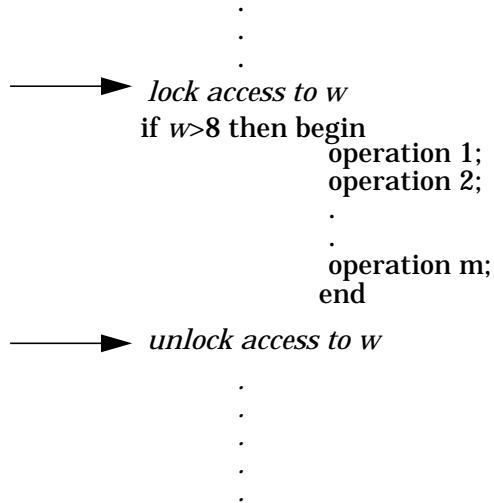 .
.
.
lock access to w
if w>8 then begin
operation 1;
operation 2;
.
.
operation m;
end
unlock access to w
.
.
.
.
.